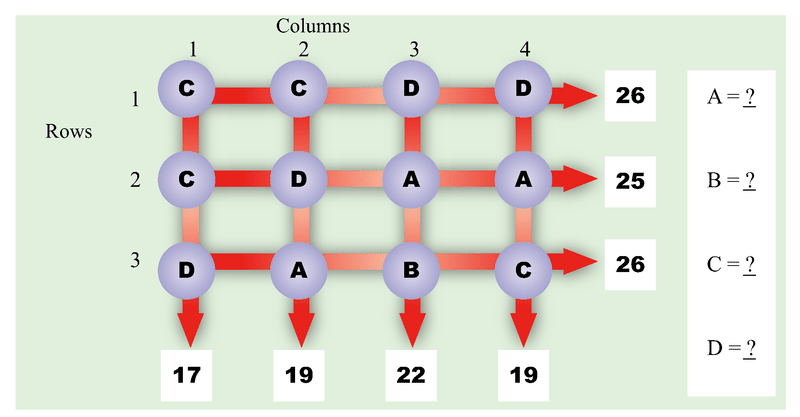 Columns
1 2 3 4
1 C C D D 26 A = ?
Rows
2 C D A A 25 B = ?
3 D A B C 26 C = ?
17 19 22 19 D = ?